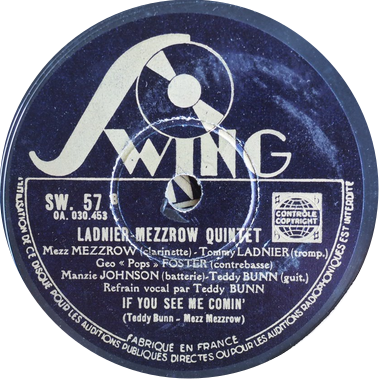 SWING
SW. 57 B
OA. 030.453
CONTRÔLE
COPYRIGHT
LADNIER-MEZZROW QUINTET
Mezz MEZZROW (clarinette) - Tommy LADNIER (tromp.)
Geo « Pops » FOSTER (contrebasse)
Manzie JOHNSON (batterie) - Teddy BUNN (guit.)
Refrain vocal par Teddy BUNN
IF YOU SEE ME COMIN'
(Teddy Bunn - Mezz Mezzrow)
FABRIQUÉ EN FRANCE
L'UTILISATION DE CE DISQUE POUR LES AUDITIONS PUBLIQUES DIRECTES OU POUR LES AUDITIONS RADIOPHONIQUES EST INTERDITE